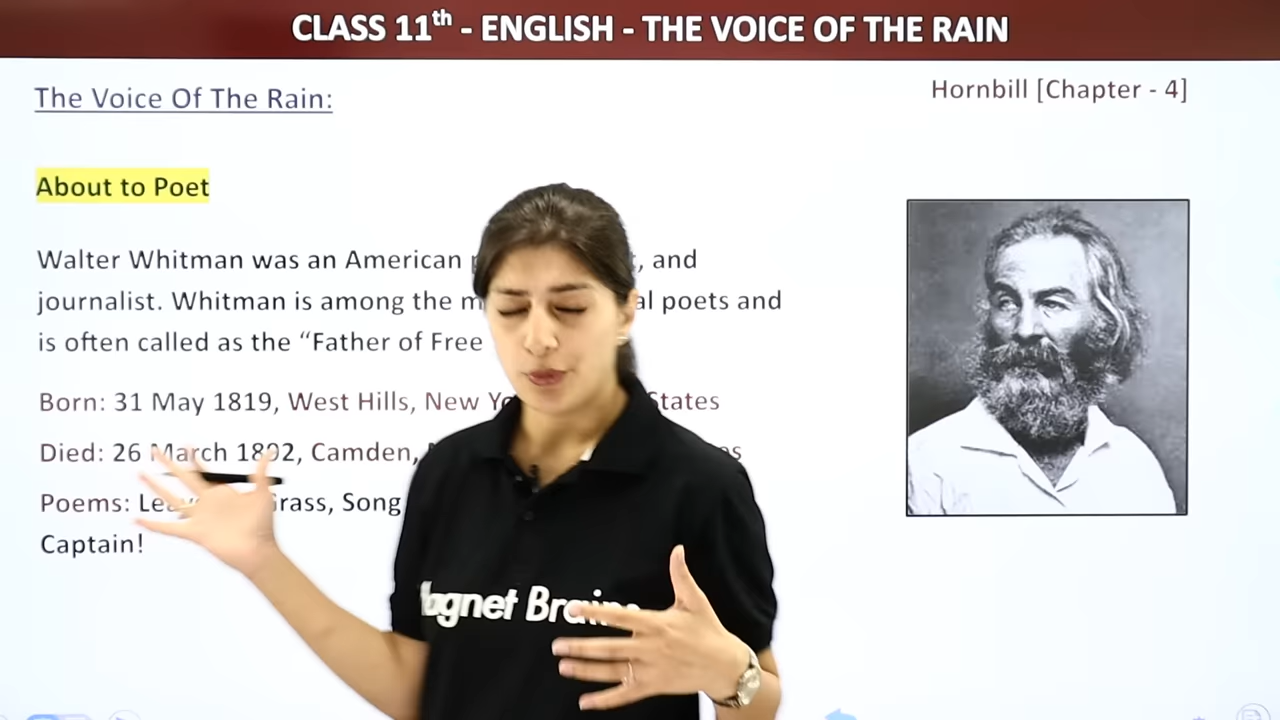 CLASS 11th - ENGLISH - THE VOICE OF THE RAIN
The Voice Of The Rain:
Hornbill [Chapter - 4]
About to Poet
Walter Whitman was an American , and
journalist. Whitman is among the poets and
is often called as the “Father of Free
Born: 31 May 1819, West Hills, New States
Died: 26 March 1892, Camden,
Poems: Grass, Song
Captain!
Magnet Brains